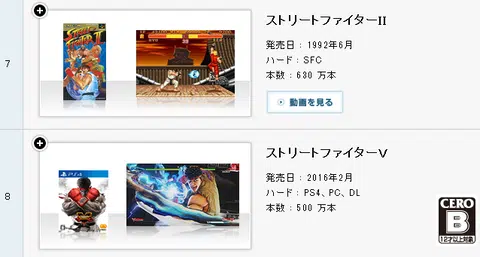 7
ストリートファイターII
発売日：1992年6月
ハード：SFC
本数：630 万本
動画を見る
8
PS4
ストリートファイターV
発売日：2016年2月
ハード：PS4、PC、DL
本数：500 万本
CERO
B
12才以上対象